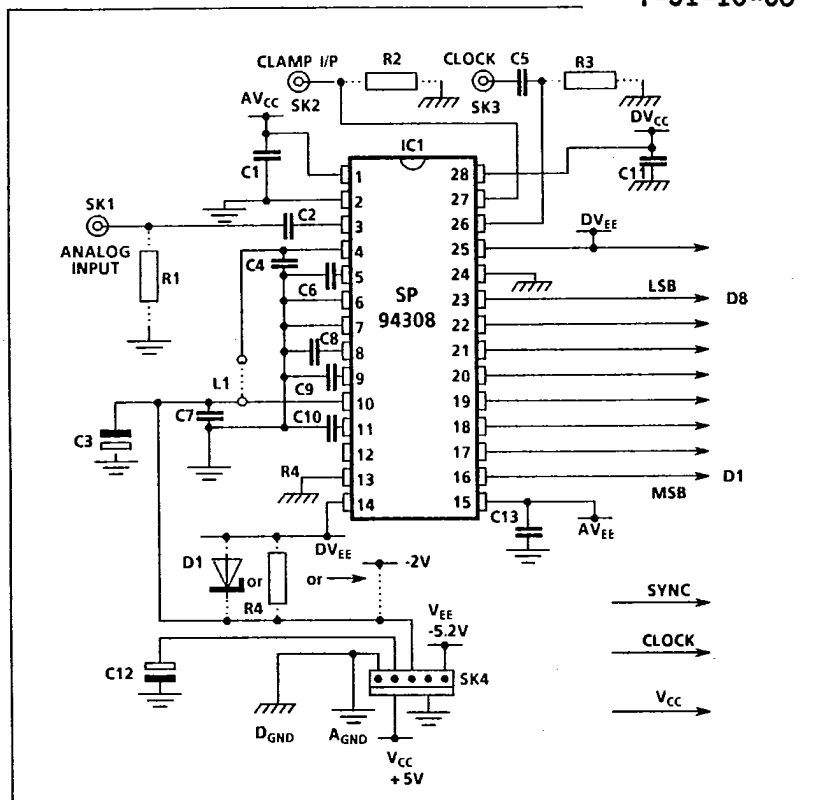 CLAMP I/P
R2
CLOCK
C5
R3
SK2
SK3
AVCC
DVCC
IC1
C1
C11
1
28
2
27
SK1
C2
3
26
DVEE
ANALOG
INPUT
R1
4
25
C4
5
24
C6
6
SP
94308
23
LSB
D8
7
22
C8
8
21
L1
C9
9
20
10
19
C7
C10
11
18
C3
12
17
R4
13
16
D1
MSB
14
15
C13
AVEE
DVEE
D1
or
R4
or
-2V
VEE
-5.2V
SYNC
CLOCK
C12
SK4
VCC
DGND
AGND
VCC
+5V